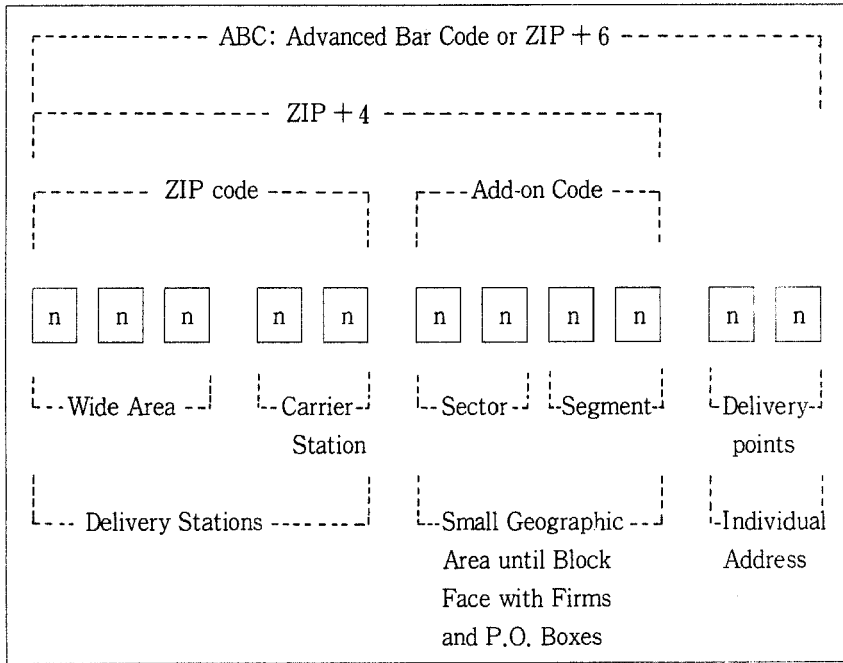 ABC: Advanced Bar Code or ZIP + 6
ZIP + 4
ZIP code Add-on Code
n n n n n n n n n n n
Wide Area Carrier Station Sector Segment Delivery points
Delivery Stations Small Geographic Area until Block Face with Firms and P.O. Boxes Individual Address